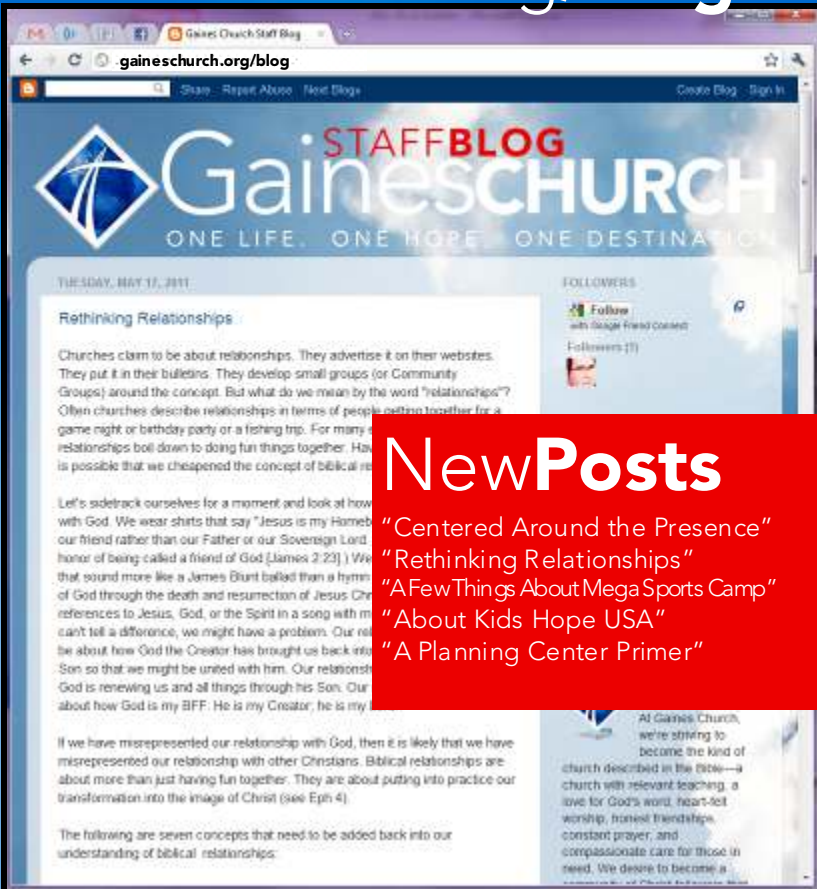 Gaines Church Staff Blog
gaineschurch.org/blog
Share Report Abuse Next Blog»
Create Blog Sign In
STAFFBLOG
GainesCHURCH
ONE LIFE. ONE HOPE. ONE DESTINATION
TUESDAY, MAY 17, 2011
Rethinking Relationships
Churches claim to be about relationships. They advertise it on their websites.
They put it in their bulletins. They develop small groups (or Community
Groups) around the concept. But what do we mean by the word "relationships"?
Often churches describe relationships in terms of people getting together for a
game night or birthday party or a fishing trip. For many
relationships boil down to doing fun things together.
is possible that we cheapened the concept of biblical
Let's sidetrack ourselves for a moment and look at how
with God. We wear shirts that say "Jesus is my
our friend rather than our Father or our Sovereign Lord.
honor of being called a friend of God [James 2:23].) We
that sound more like a James Blunt ballad than a hymn
of God through the death and resurrection of Jesus
references to Jesus, God, or the Spirit in a song with
can't tell a difference, we might have a problem. Our
be about how God the Creator has brought us back into
Son so that we might be united with him. Our
God is renewing us and all things through his Son. Our
about how God is my BFF. He is my Creator, he is my
If we have misrepresented our relationship with God, then it is likely that we have
misrepresented our relationship with other Christians. Biblical relationships are
about more than just having fun together. They are about putting into practice our
transformation into the image of Christ (see Eph 4).
The following are seven concepts that need to be added back into our
understanding of biblical relationships:
FOLLOWERS
Follow
with Google Friend Connect
Followers (1)
NewPosts
"Centered Around the Presence"
"Rethinking Relationships"
"A Few Things About Mega Sports Camp"
"About Kids Hope USA"
"A Planning Center Primer"
At Gaines Church,
we're striving to
become the kind of
church described in the Bible—a
church with relevant teaching, a
love for God's word, heart-felt
worship, honest friendships,
constant prayer, and
compassionate care for those in
need. We desire to become a